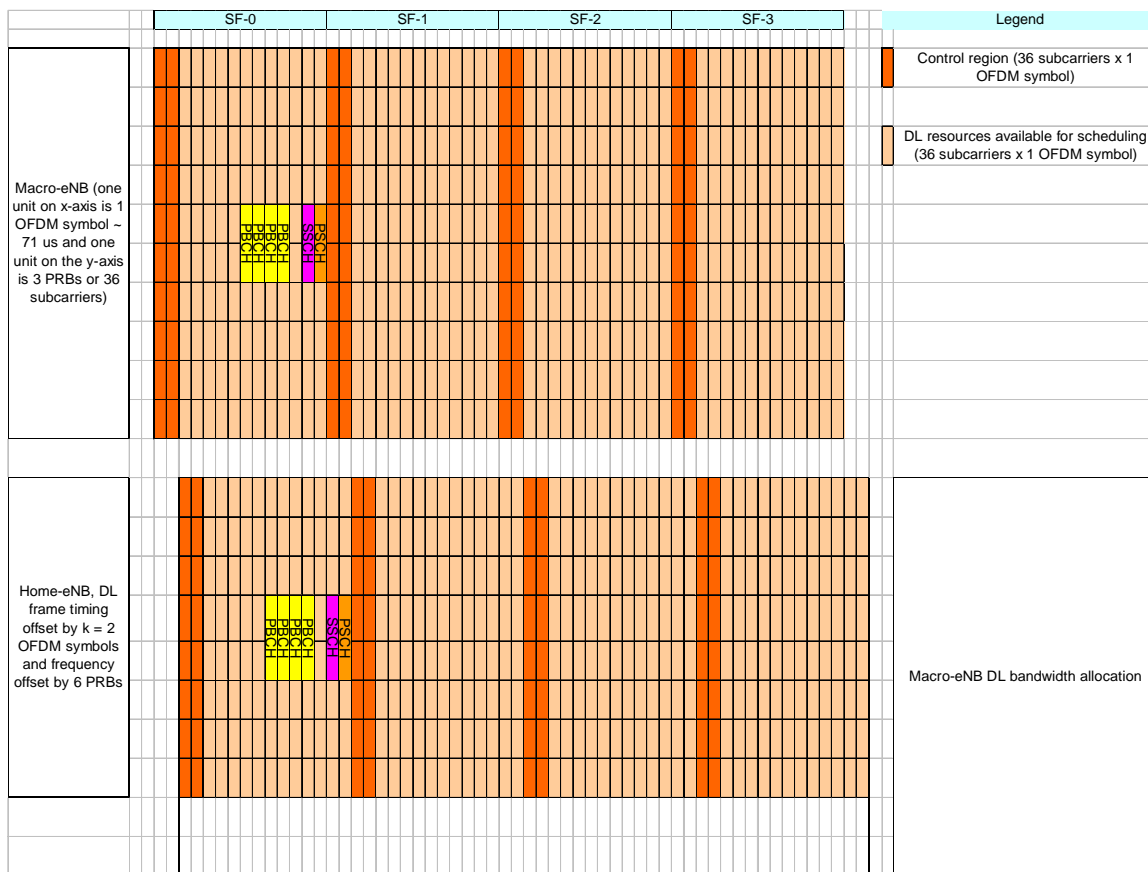 SF-0 SF-1 SF-2 SF-3 Legend
Control region (36 subcarriers x 1
OFDM symbol)
DL resources available for scheduling
(36 subcarriers x 1 OFDM symbol)
Macro-eNB (one
unit on x-axis is 1
OFDM symbol ~
71 us and one
unit on the y-axis
is 3 PRBs or 36
subcarriers)
PBCH
PBCH
PBCH
PBCH
SSCH
PSCH
Home-eNB, DL
frame timing
offset by k = 2
OFDM symbols
and frequency
offset by 6 PRBs
PBCH
PBCH
PBCH
PBCH
SSCH
PSCH
Macro-eNB DL bandwidth allocation